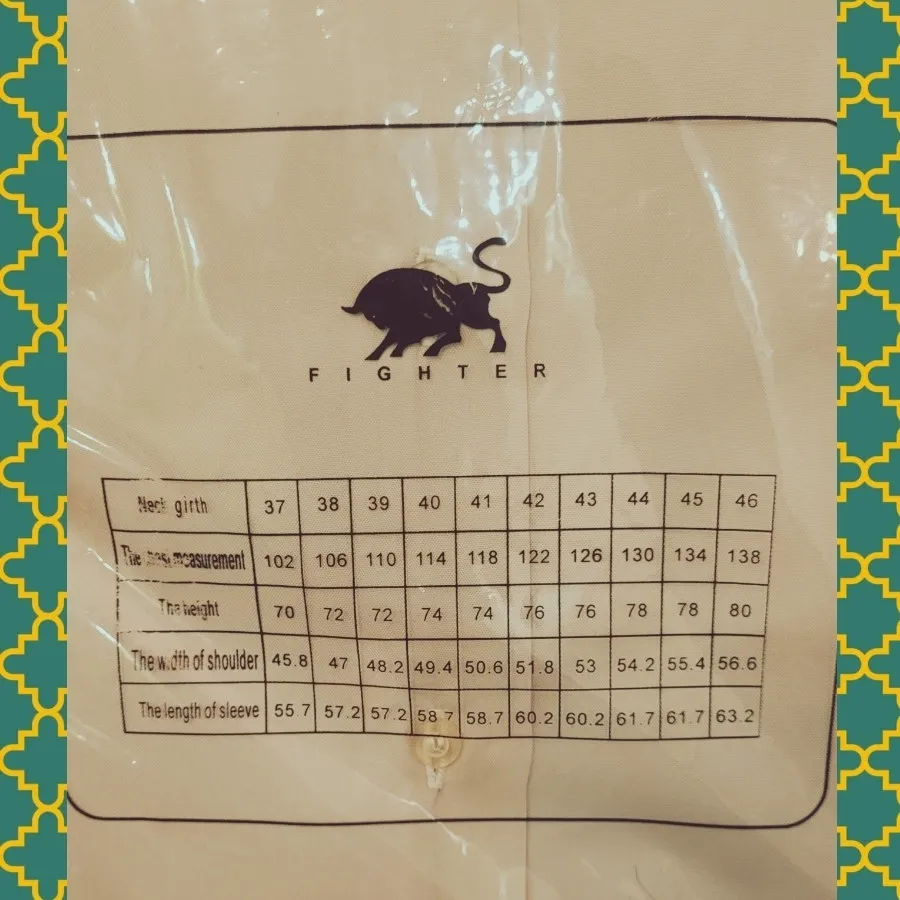 FIGHTER
Neck girth 37 38 39 40 41 42 43 44 45 46
The measurement 102 106 110 114 118 122 126 130 134 138
The height 70 72 72 74 74 76 76 78 78 80
The width of shoulder 45.8 47 48.2 49.4 50.6 51.8 53 54.2 55.4 56.6
The length of sleeve 55.7 57.2 57.2 58.7 58.7 60.2 60.2 61.7 61.7 63.2